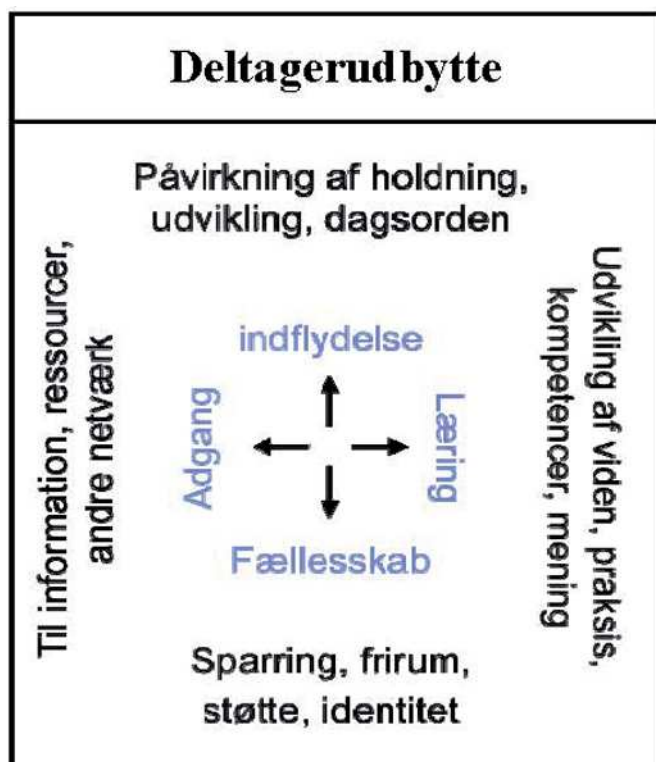 Deltagerudbytte
Påvirkning af holdning,
udvikling, dagsorden
Til information, ressourcer,
andre netværk
indflydelse
Adgang
Læring
Fællesskab
Udvikling af viden, praksis,
kompetencer, mening
Sparring, frirum,
støtte, identitet